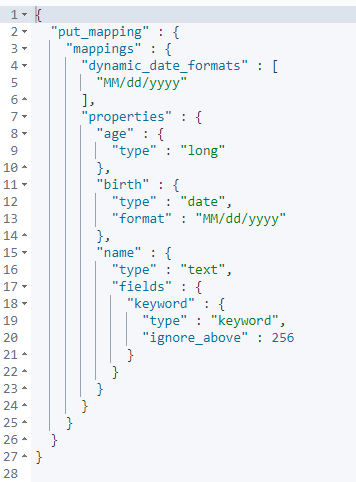 1 {
2   "put_mapping" : {
3     "mappings" : {
4       "dynamic_date_formats" : [
5         "MM/dd/yyyy"
6       ],
7       "properties" : {
8         "age" : {
9           "type" : "long"
10         },
11         "birth" : {
12           "type" : "date",
13           "format" : "MM/dd/yyyy"
14         },
15         "name" : {
16           "type" : "text",
17           "fields" : {
18             "keyword" : {
19               "type" : "keyword",
20               "ignore_above" : 256
21             }
22           }
23         }
24       }
25     }
26   }
27 }
28